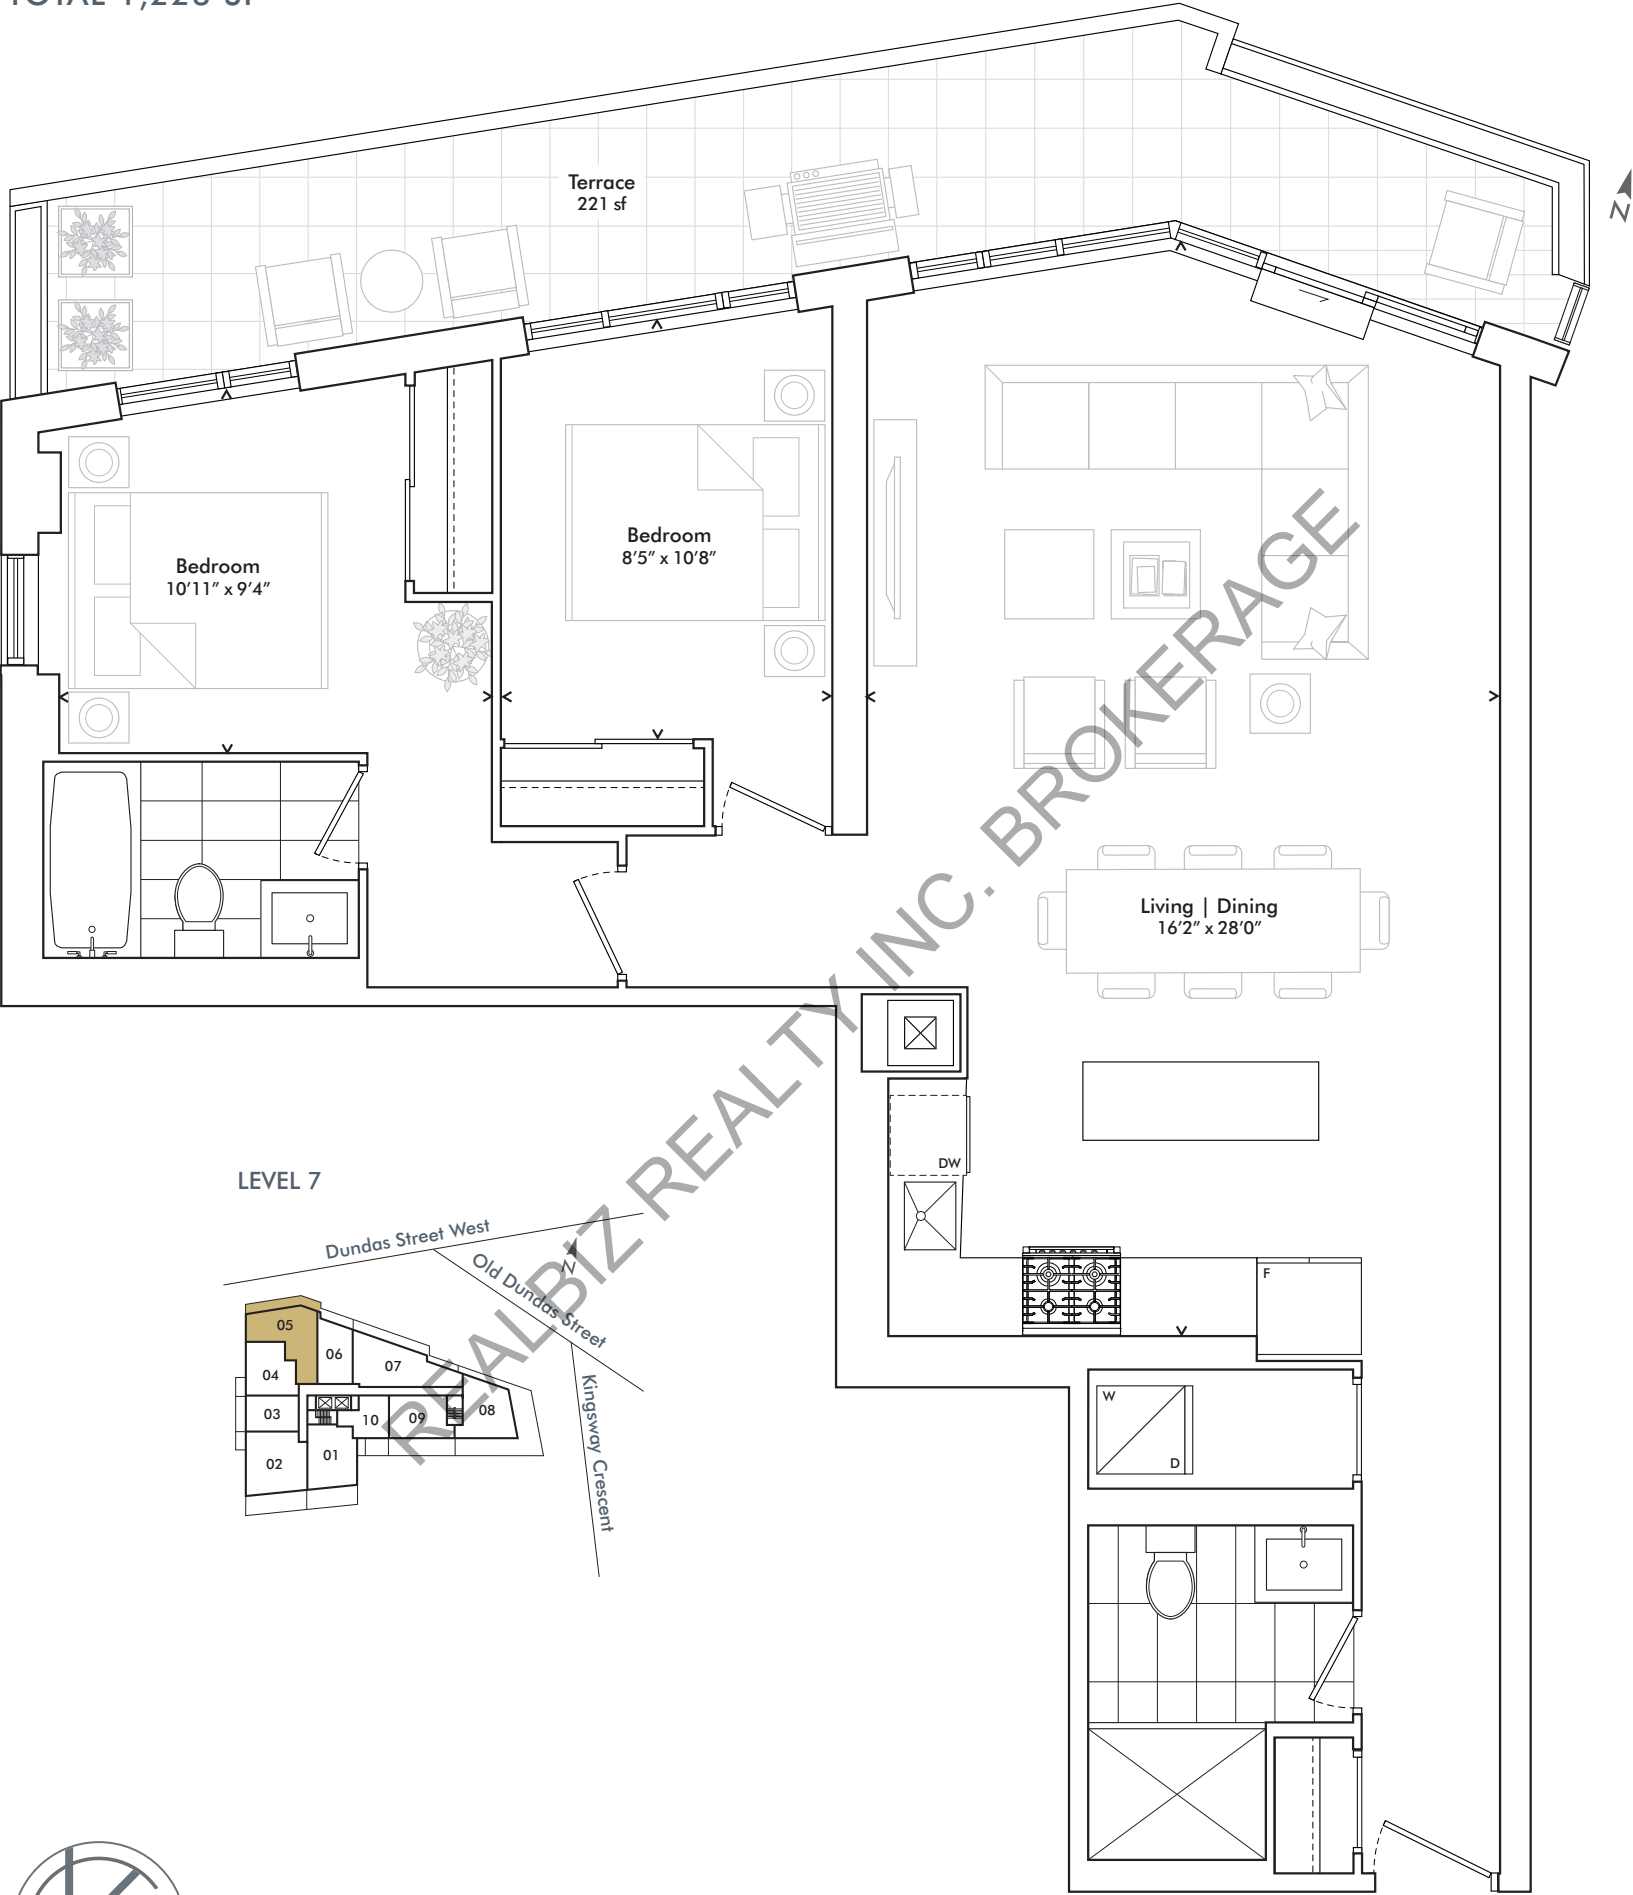 Terrace
221 sf
N
Bedroom
10'11" x 9'4"
Bedroom
8'5" x 10'8"
Living | Dining
16'2" x 28'0"
DW
F
W
D
LEVEL 7
Dundas Street West
Old Dundas Street
Kingsway Crescent
N
05
06
07
04
03
10
09
08
02
01
REALBIZ REALTY INC. BROKERAGE